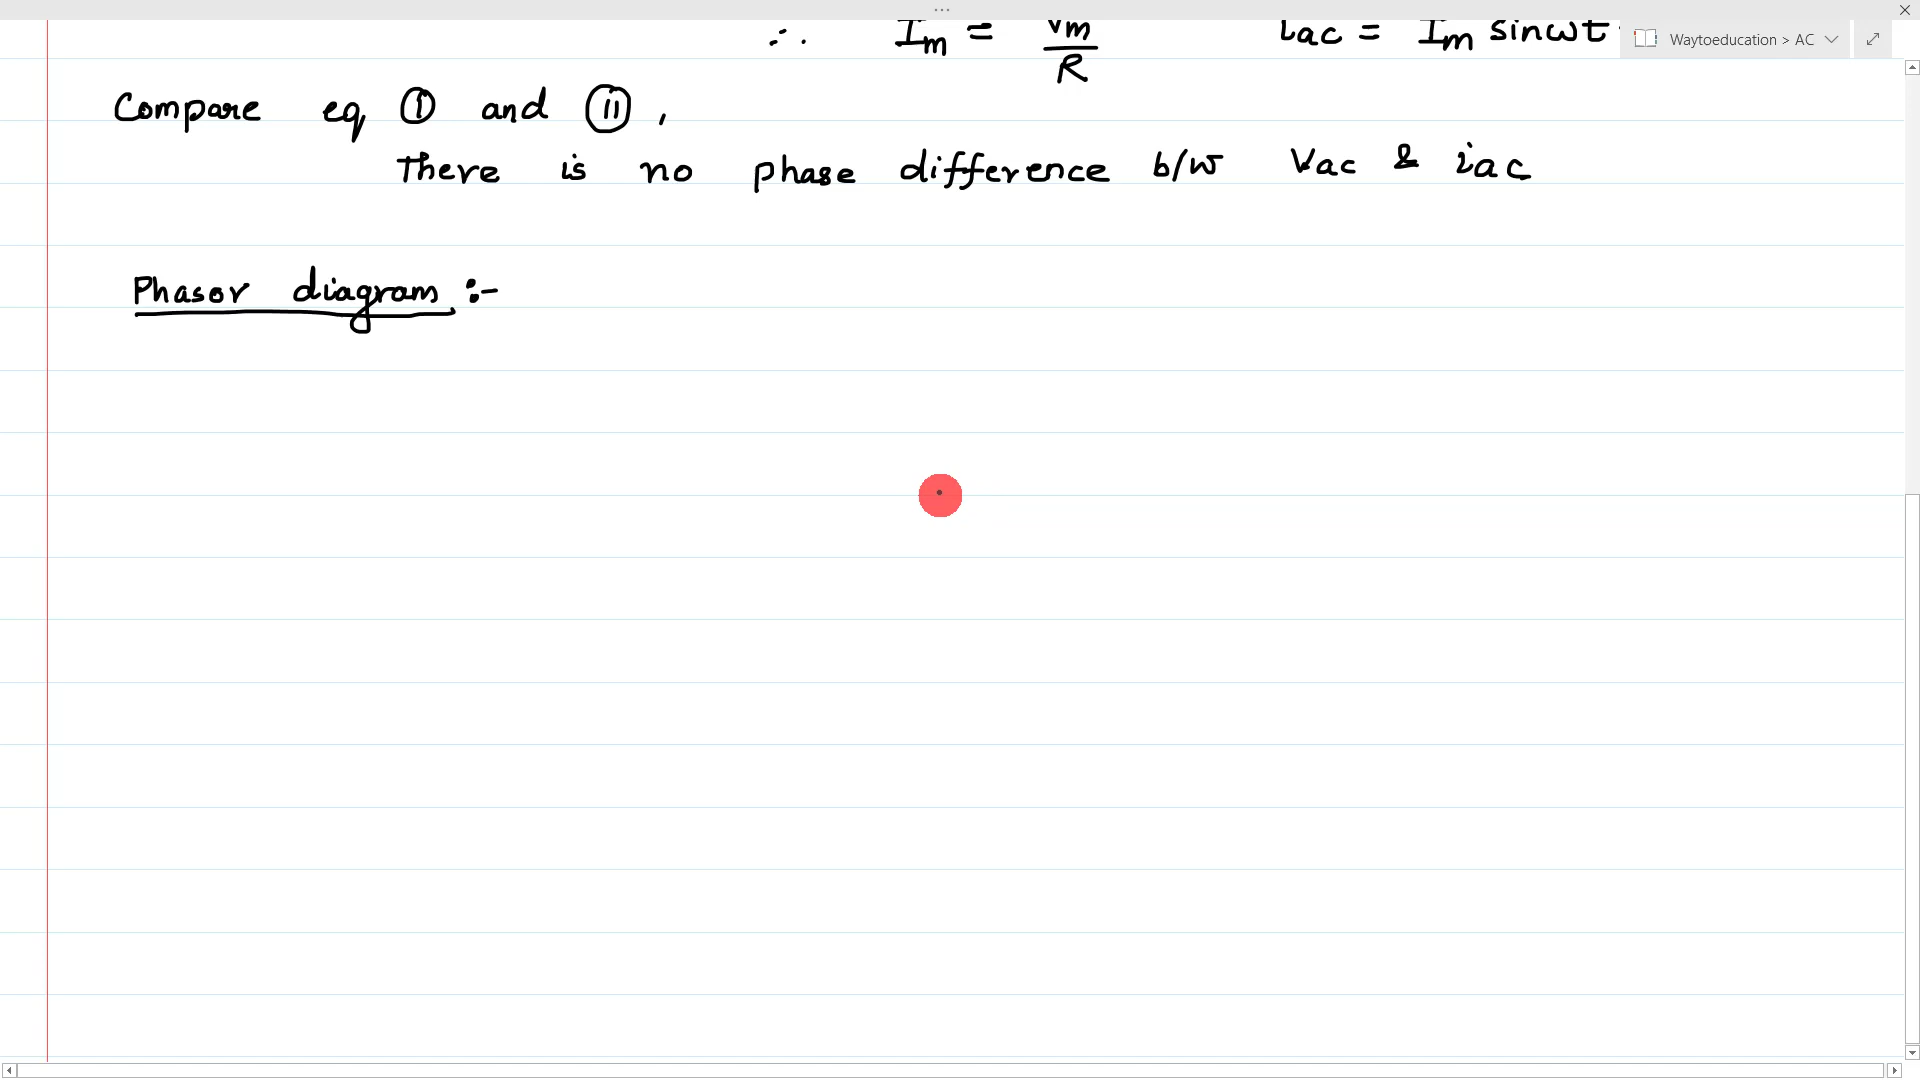 ∴ Im = Vm/R iac = Im sinωt
Waytoeducation > AC
Compare eq ⓘ and ⓘⓘ,
There is no phase difference b/w Vac & iac
Phasor diagram :-